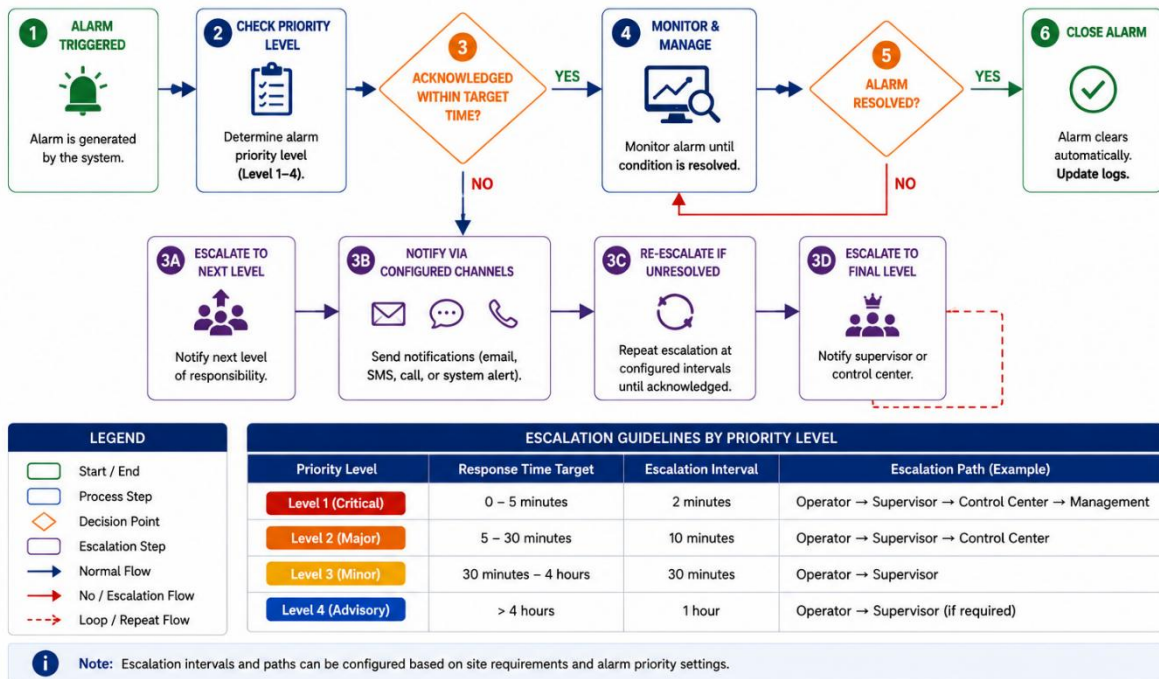 1
ALARM
TRIGGERED
Alarm is generated
by the system.
2
CHECK PRIORITY
LEVEL
Determine alarm
priority level
(Level 1–4).
3
ACKNOWLEDGED
WITHIN TARGET
TIME?
YES
NO
4
MONITOR &
MANAGE
Monitor alarm until
condition is resolved.
5
ALARM
RESOLVED?
YES
NO
6
CLOSE ALARM
Alarm clears
automatically.
Update logs.
3A
ESCALATE TO
NEXT LEVEL
Notify next level
of responsibility.
3B
NOTIFY VIA
CONFIGURED CHANNELS
Send notifications (email,
SMS, call, or system alert).
3C
RE-ESCALATE IF
UNRESOLVED
Repeat escalation at
configured intervals
until acknowledged.
3D
ESCALATE TO
FINAL LEVEL
Notify supervisor or
control center.
LEGEND
Start / End
Process Step
Decision Point
Escalation Step
Normal Flow
No / Escalation Flow
Loop / Repeat Flow
ESCALATION GUIDELINES BY PRIORITY LEVEL
Priority Level Response Time Target Escalation Interval Escalation Path (Example)
Level 1 (Critical) 0 – 5 minutes 2 minutes Operator → Supervisor → Control Center → Management
Level 2 (Major) 5 – 30 minutes 10 minutes Operator → Supervisor → Control Center
Level 3 (Minor) 30 minutes – 4 hours 30 minutes Operator → Supervisor
Level 4 (Advisory) > 4 hours 1 hour Operator → Supervisor (if required)
i Note: Escalation intervals and paths can be configured based on site requirements and alarm priority settings.